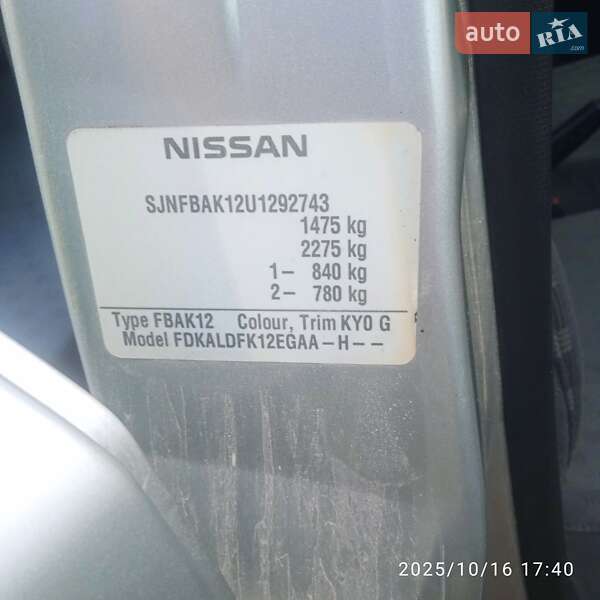 auto RIA.com
NISSAN
SJNFBAK12U1292743
1475 kg
2275 kg
1– 840 kg
2– 780 kg
Type FBAK12 Colour, Trim KY0 G
Model FDKALDFK12EGAA–H––
2025/10/16 17:40